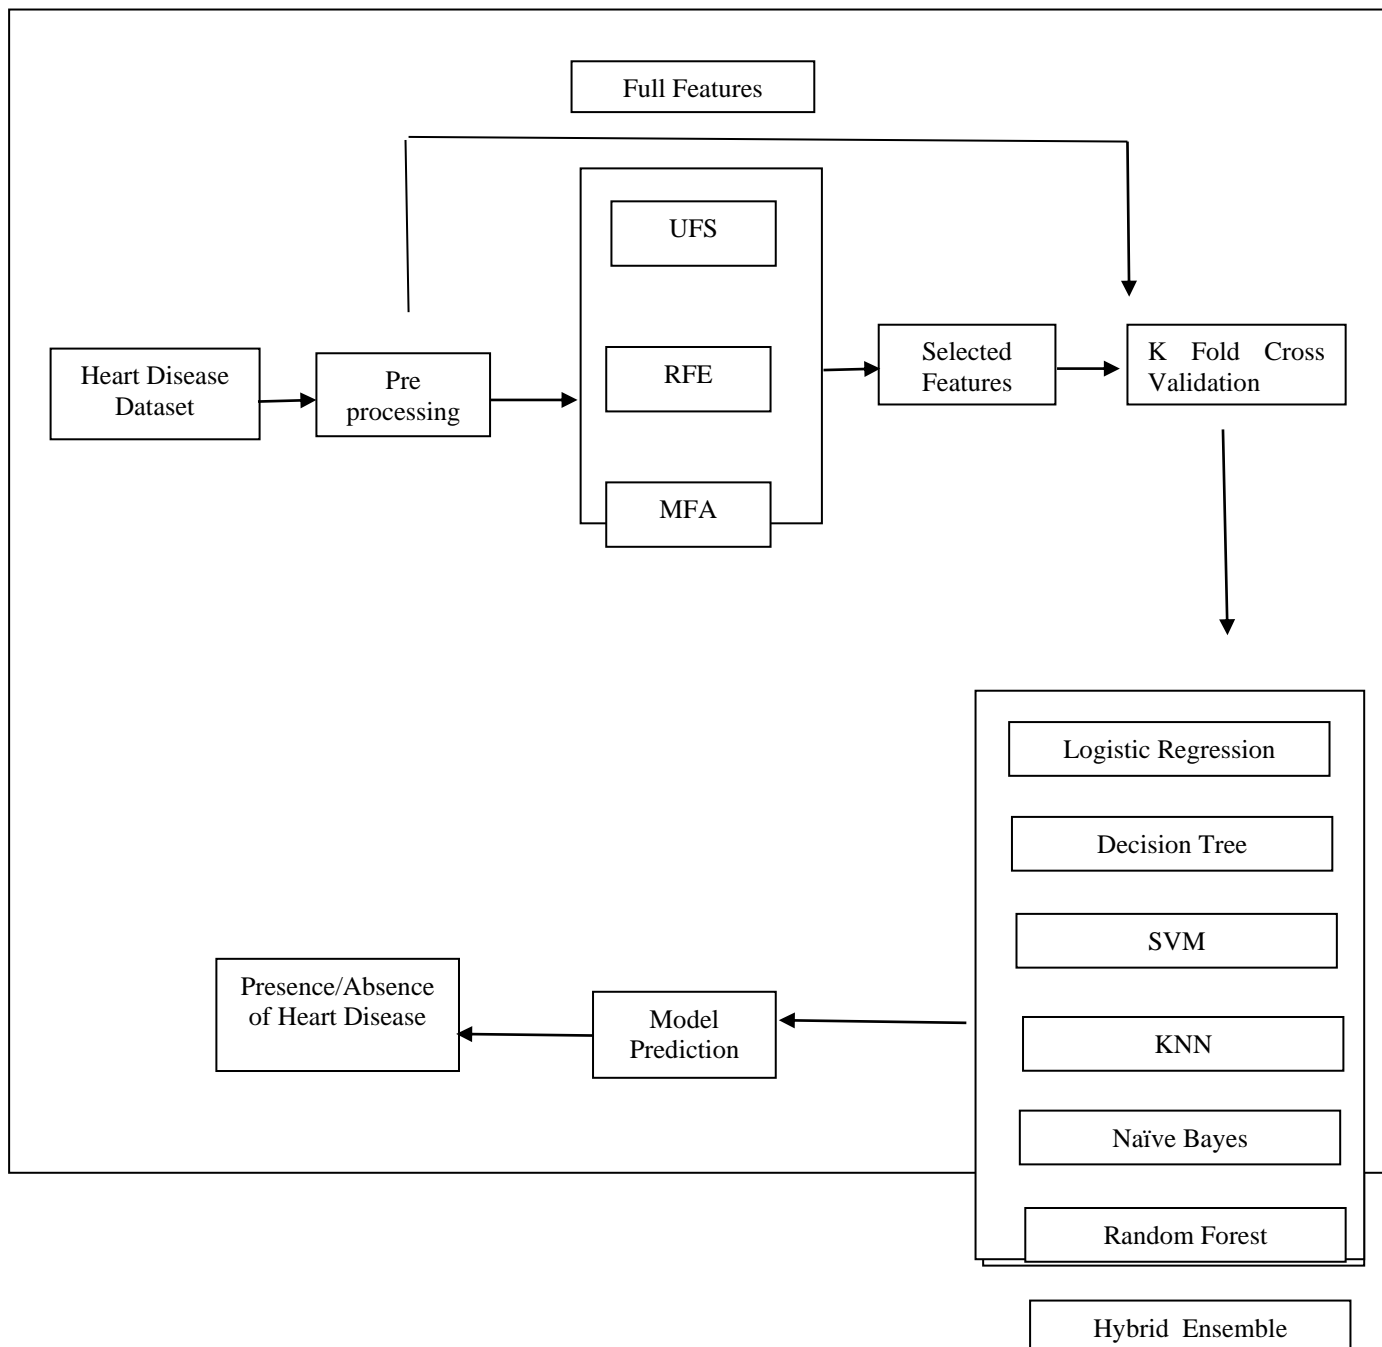 Full Features
UFS
RFE
MFA
Heart Disease
Dataset
Pre
processing
Selected
Features
K Fold Cross
Validation
Logistic Regression
Decision Tree
SVM
KNN
Naïve Bayes
Random Forest
Hybrid Ensemble
Model
Prediction
Presence/Absence
of Heart Disease